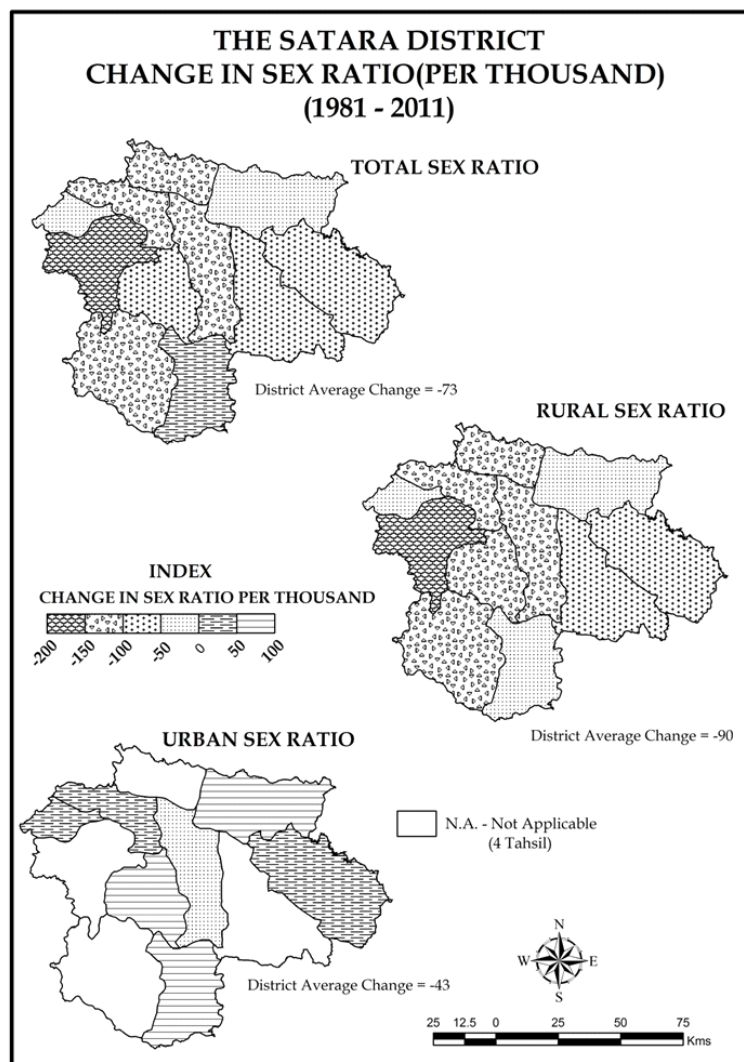 THE SATARA DISTRICT
CHANGE IN SEX RATIO(PER THOUSAND)
(1981 - 2011)
TOTAL SEX RATIO
District Average Change = -73
RURAL SEX RATIO
INDEX
CHANGE IN SEX RATIO PER THOUSAND
-200 -150 -100 -50 0 50 100
District Average Change = -90
URBAN SEX RATIO
N.A. - Not Applicable
(4 Tahsil)
N
W E
S
District Average Change = -43
25 12.5 0 25 50 75
Kms